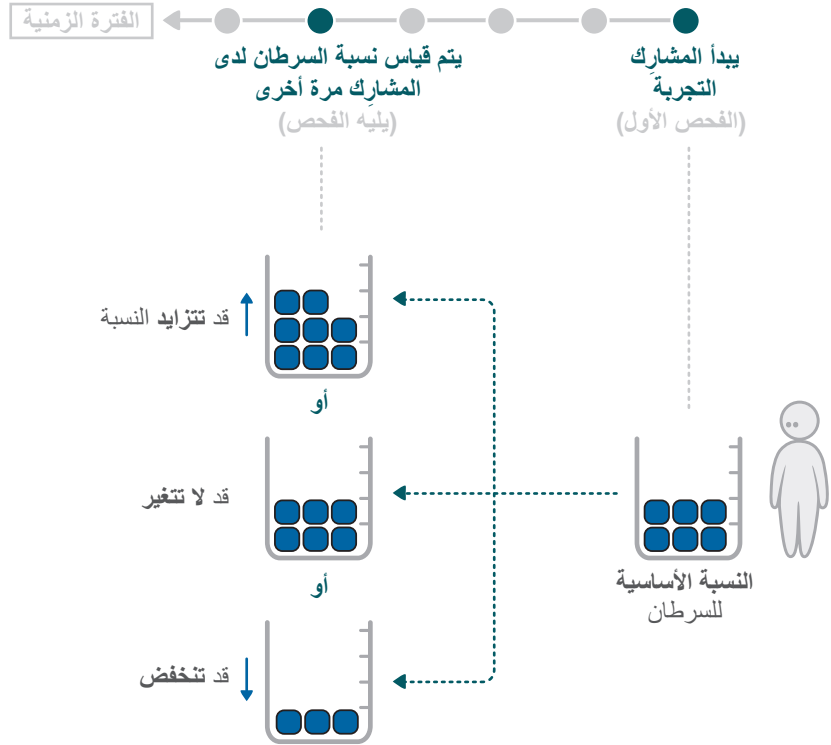 الفترة الزمنية
يبدأ المشارِك
التجربة
(الفحص الأول)
يتم قياس نسبة السرطان لدى
المشارِك مرة أخرى
(يليه الفحص)
قد تتزايد النسبة
أو
قد لا تتغير
أو
قد تنخفض
النسبة الأساسية
للسرطان